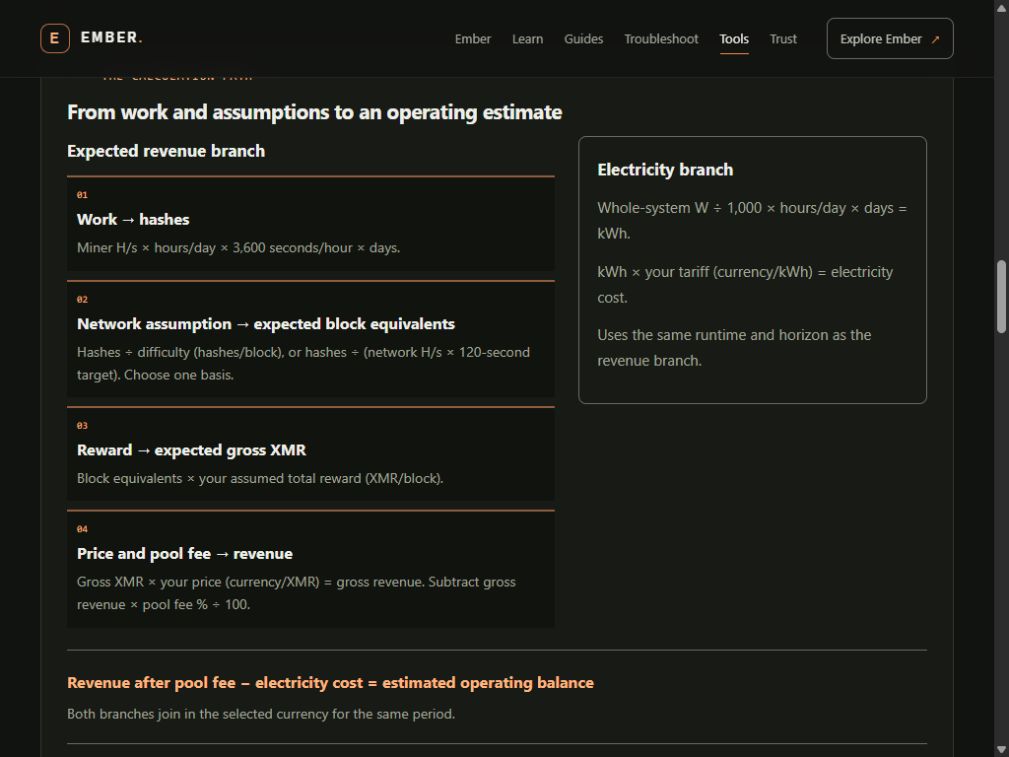 E EMBER.
Ember Learn Guides Troubleshoot Tools Trust Explore Ember ↗
THE CALCULATION PATH
From work and assumptions to an operating estimate
Expected revenue branch
01
Work → hashes
Miner H/s × hours/day × 3,600 seconds/hour × days.
02
Network assumption → expected block equivalents
Hashes ÷ difficulty (hashes/block), or hashes ÷ (network H/s × 120-second
target). Choose one basis.
03
Reward → expected gross XMR
Block equivalents × your assumed total reward (XMR/block).
04
Price and pool fee → revenue
Gross XMR × your price (currency/XMR) = gross revenue. Subtract gross
revenue × pool fee % ÷ 100.
Electricity branch
Whole-system W ÷ 1,000 × hours/day × days =
kWh.
kWh × your tariff (currency/kWh) = electricity
cost.
Uses the same runtime and horizon as the
revenue branch.
Revenue after pool fee − electricity cost = estimated operating balance
Both branches join in the selected currency for the same period.